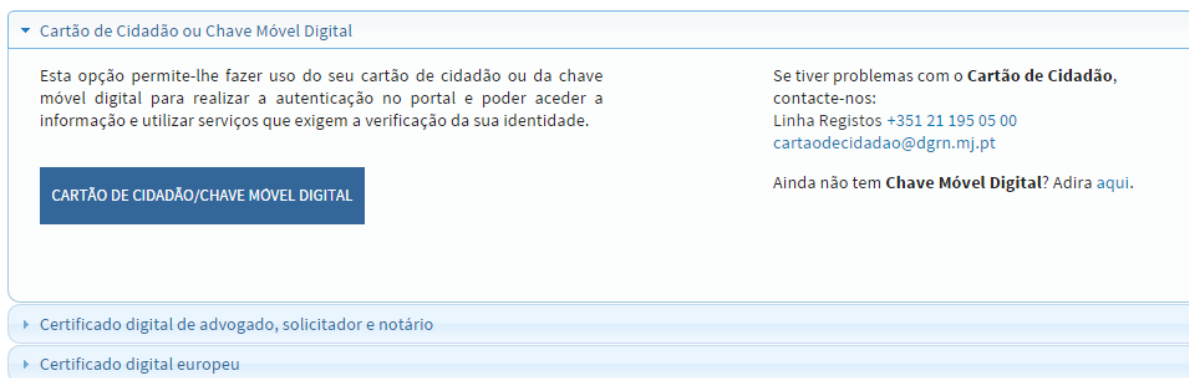 Cartão de Cidadão ou Chave Móvel Digital
Esta opção permite-lhe fazer uso do seu cartão de cidadão ou da chave
móvel digital para realizar a autenticação no portal e poder aceder a
informação e utilizar serviços que exigem a verificação da sua identidade.
CARTÃO DE CIDADÃO/CHAVE MÓVEL DIGITAL
Se tiver problemas com o Cartão de Cidadão,
contacte-nos:
Linha Registos +351 21 195 05 00
cartaodecidadao@dgrn.mj.pt
Ainda não tem Chave Móvel Digital? Adira aqui.
Certificado digital de advogado, solicitador e notário
Certificado digital europeu